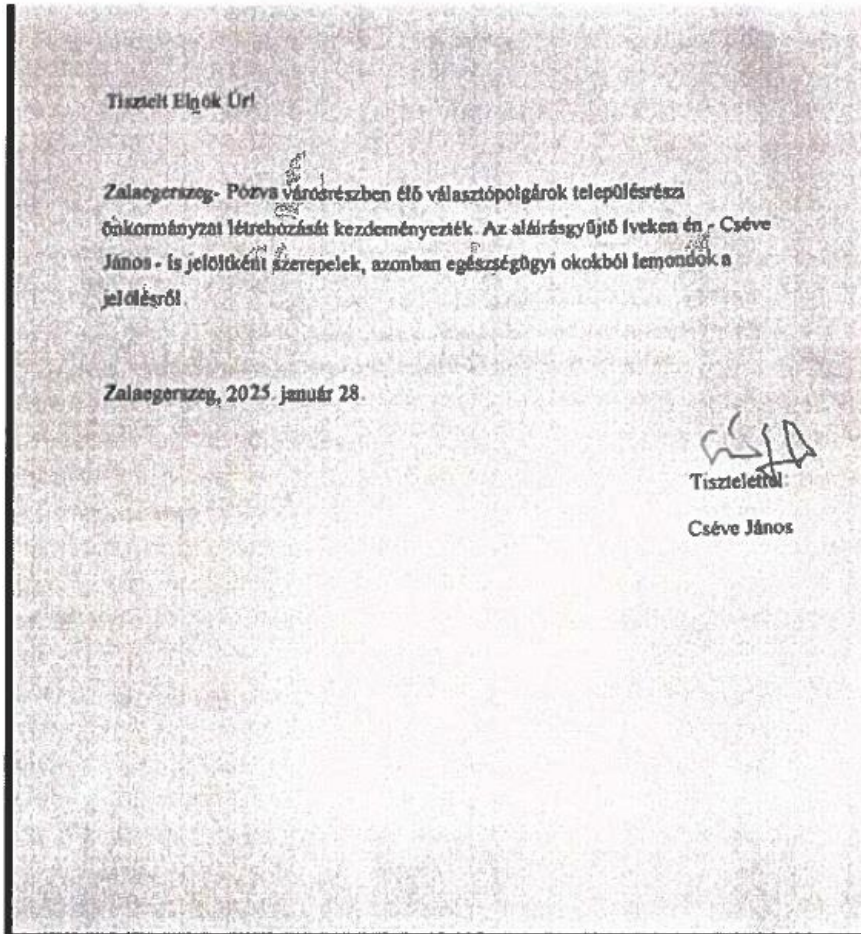 Tisztelt Elnök Úr!
Zalaegerszeg- Pózva városrészben élő választópolgárok településrészi
önkormányzat létrehozását kezdeményezték. Az aláírásgyűjtő íveken én - Cséve
János - is jelöltként szerepelek, azonban egészségügyi okokból lemondok a
jelölésről.
Zalaegerszeg, 2025. január 28.
Tisztelettel:
Cséve János